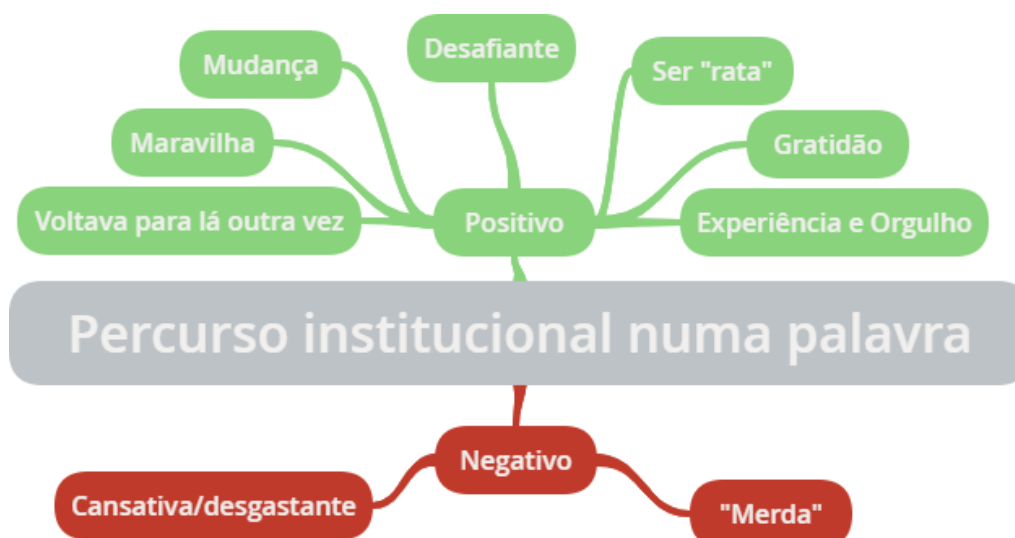 Desafiante
Mudança
Ser "rata"
Maravilha
Gratidão
Voltava para lá outra vez
Positivo
Experiência e Orgulho
Percurso institucional numa palavra
Negativo
Cansativa/desgastante
"Merda"